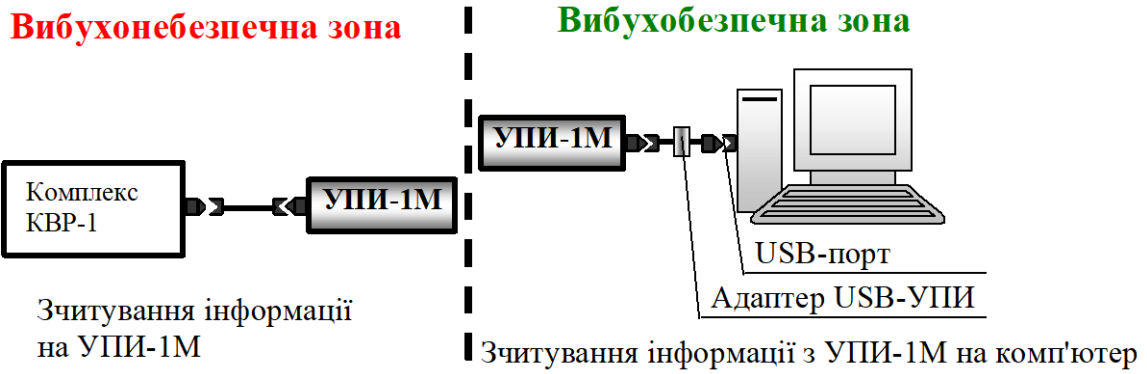 Вибухонебезпечна зона
Комплекс
КВР-1
УПИ-1М
Зчитування інформації
на УПИ-1М
Вибухобезпечна зона
УПИ-1М
USB-порт
Адаптер USB-УПИ
Зчитування інформації з УПИ-1М на комп'ютер